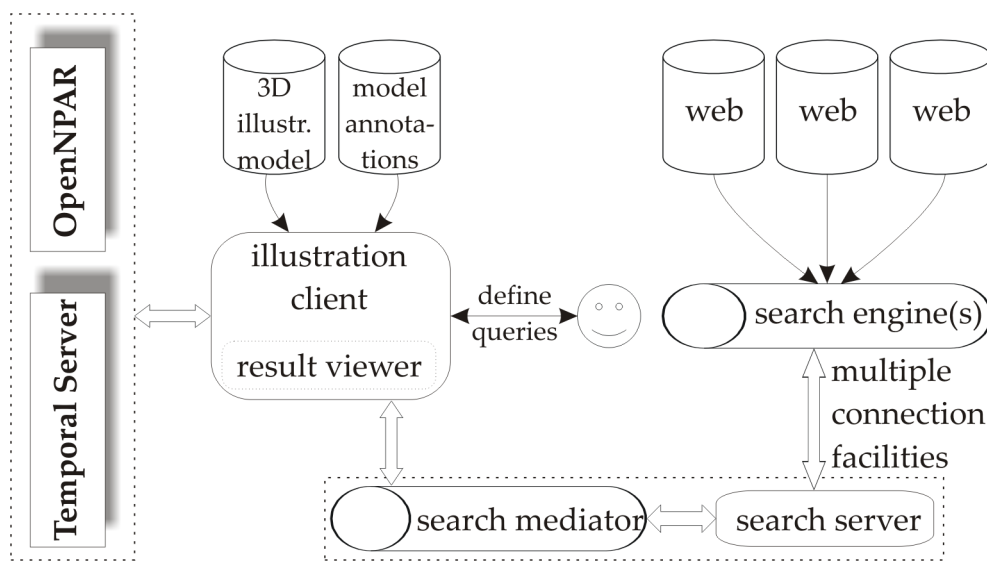 OpenNPAR
Temporal Server
3D
illustr.
model
model
annota-
tions
illustration
client
result viewer
define
queries
web
web
web
search engine(s)
multiple
connection
facilities
search mediator
search server